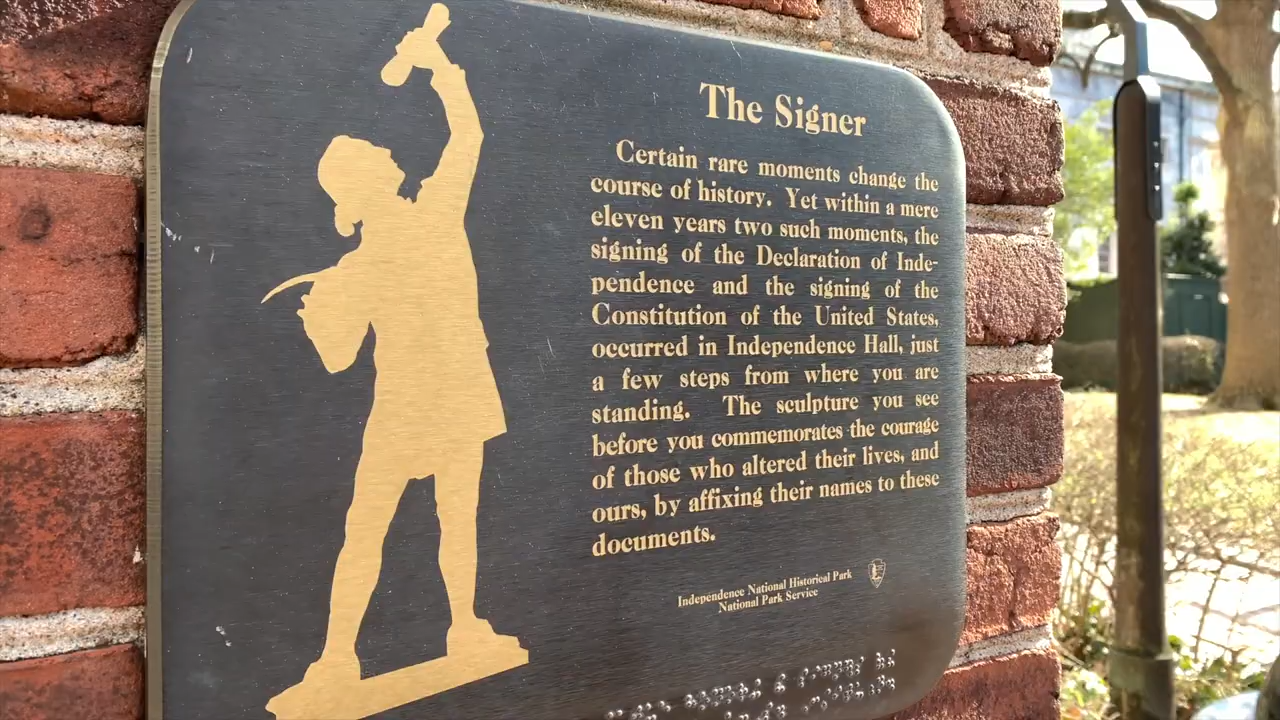 The Signer
Certain rare moments change the
course of history. Yet within a mere
eleven years two such moments, the
signing of the Declaration of Inde-
pendence and the signing of the
Constitution of the United States,
occurred in Independence Hall, just
a few steps from where you are
standing. The sculpture you see
before you commemorates the courage
of those who altered their lives, and
ours, by affixing their names to these
documents.
Independence National Historical Park
National Park Service